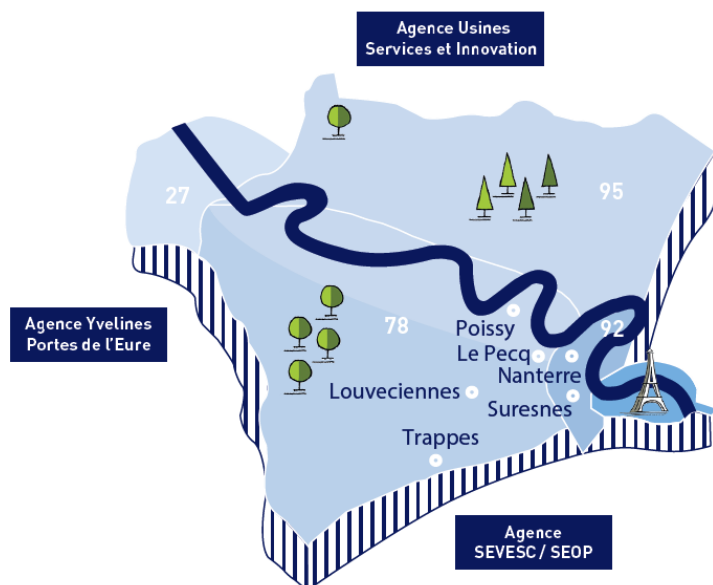 Agence Usines
Services et Innovation
27
95
Agence Yvelines
Portes de l'Eure
78
92
Poissy
Le Pecq
Nanterre
Louveciennes
Suresnes
Trappes
Agence
SEVESC / SEOP